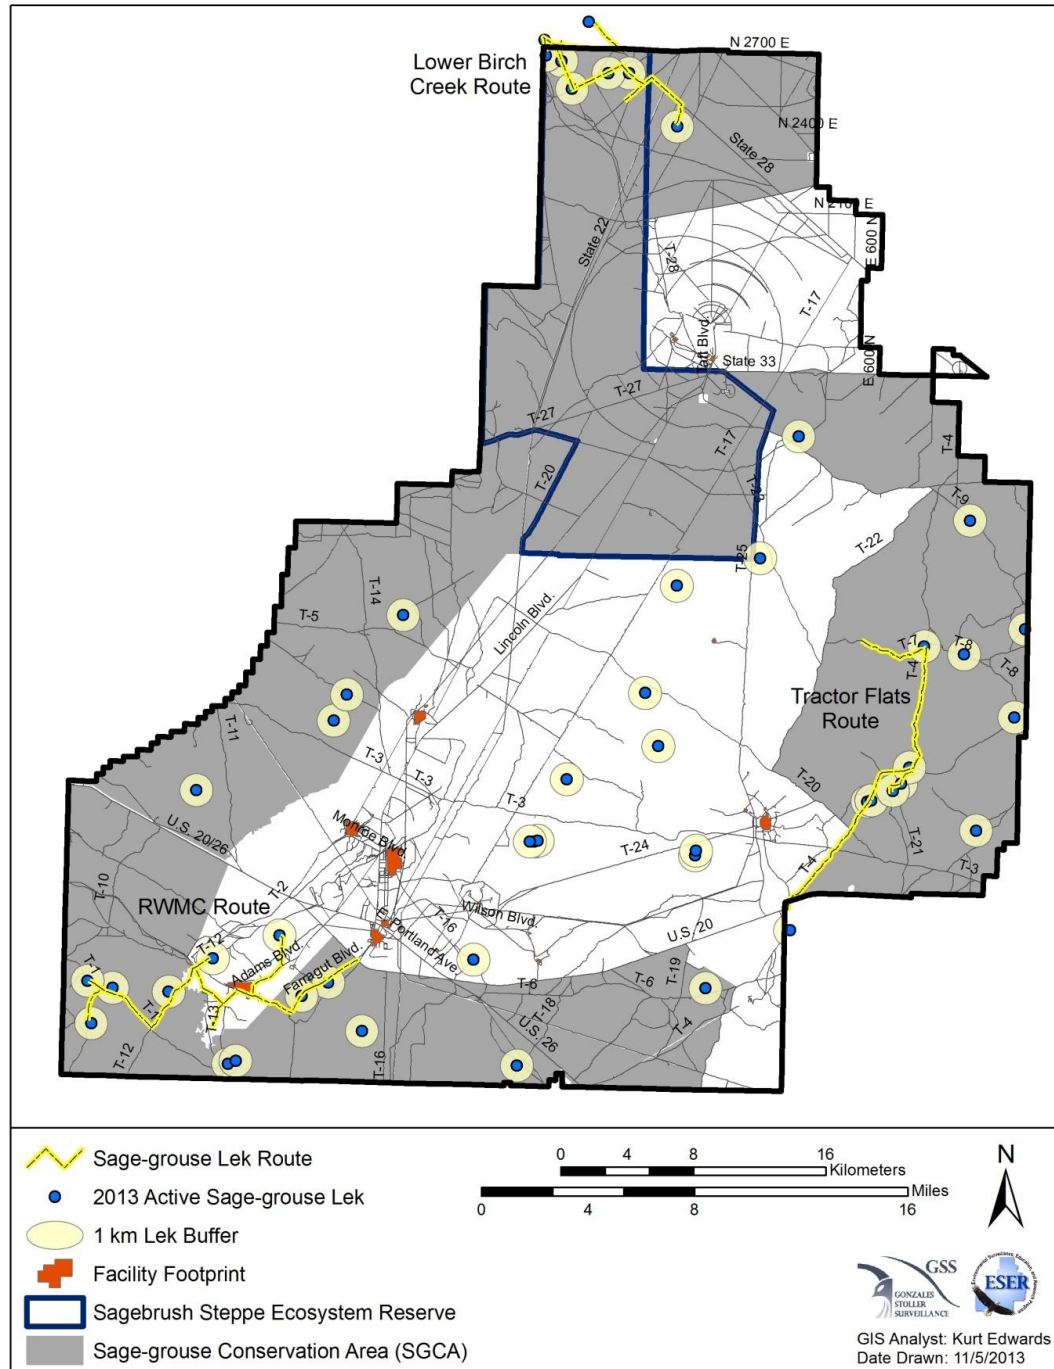 N 2700 E
Lower Birch
Creek Route
N 2400 E
State 28
N 2100 E
E 600 N
State 22
T-28
T-17
Taft Blvd.
State 33
E 600 N
T-27
T-27
T-17
T-4
T-20
T-9
T-22
T-25
Lincoln Blvd.
T-14
T-5
T-7
T-8
T-4
T-8
Tractor Flats
Route
T-11
T-3
T-3
T-20
T-3
Monroe Blvd.
U.S. 20/26
T-24
T-21
T-4
T-3
T-10
T-2
RWMC Route
Wilson Blvd.
T-16
E. Portland Ave.
U.S. 20
T-12
Adams Blvd.
Farragut Blvd.
T-1
T-6
T-6
T-19
T-13
T-1
T-18
T-4
U.S. 26
T-12
T-16
Sage-grouse Lek Route
2013 Active Sage-grouse Lek
1 km Lek Buffer
Facility Footprint
Sagebrush Steppe Ecosystem Reserve
Sage-grouse Conservation Area (SGCA)
0 4 8 16
Kilometers
Miles
0 4 8 16
N
GSS
GONZALES
STOLLER
SURVEILLANCE
ESER
GIS Analyst: Kurt Edwards
Date Drawn: 11/5/2013